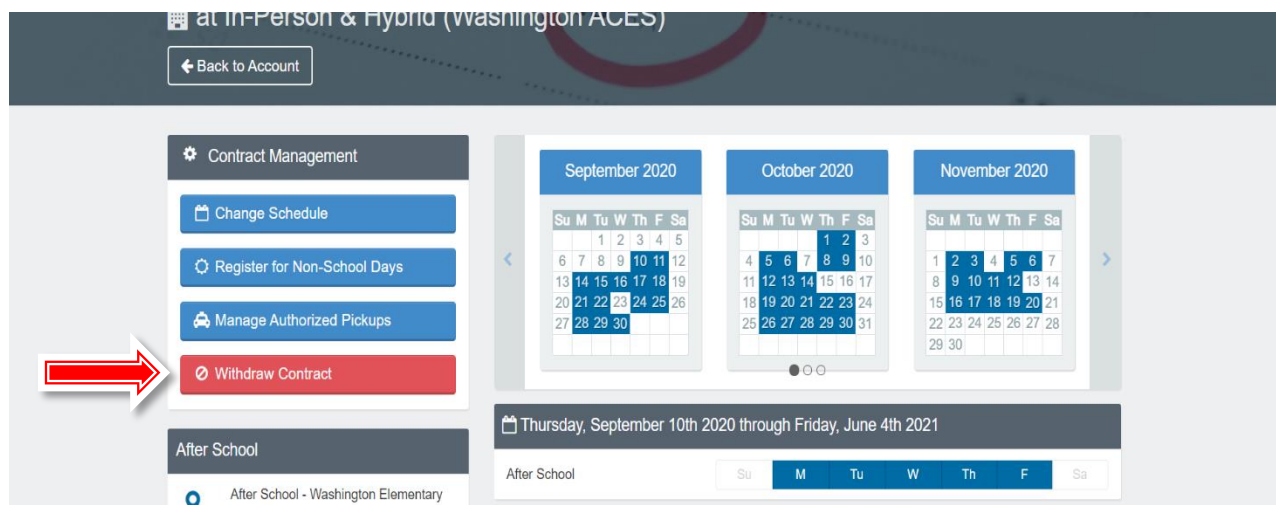 at In-Person & Hybrid (Washington ACES)
Back to Account
Contract Management
Change Schedule
Register for Non-School Days
Manage Authorized Pickups
Withdraw Contract
After School
After School - Washington Elementary
September 2020
Su M Tu W Th F Sa
1 2 3 4 5
6 7 8 9 10 11 12
13 14 15 16 17 18 19
20 21 22 23 24 25 26
27 28 29 30
October 2020
Su M Tu W Th F Sa
1 2 3
4 5 6 7 8 9 10
11 12 13 14 15 16 17
18 19 20 21 22 23 24
25 26 27 28 29 30 31
November 2020
Su M Tu W Th F Sa
1 2 3 4 5 6 7
8 9 10 11 12 13 14
15 16 17 18 19 20 21
22 23 24 25 26 27 28
29 30
Thursday, September 10th 2020 through Friday, June 4th 2021
After School Su M Tu W Th F Sa